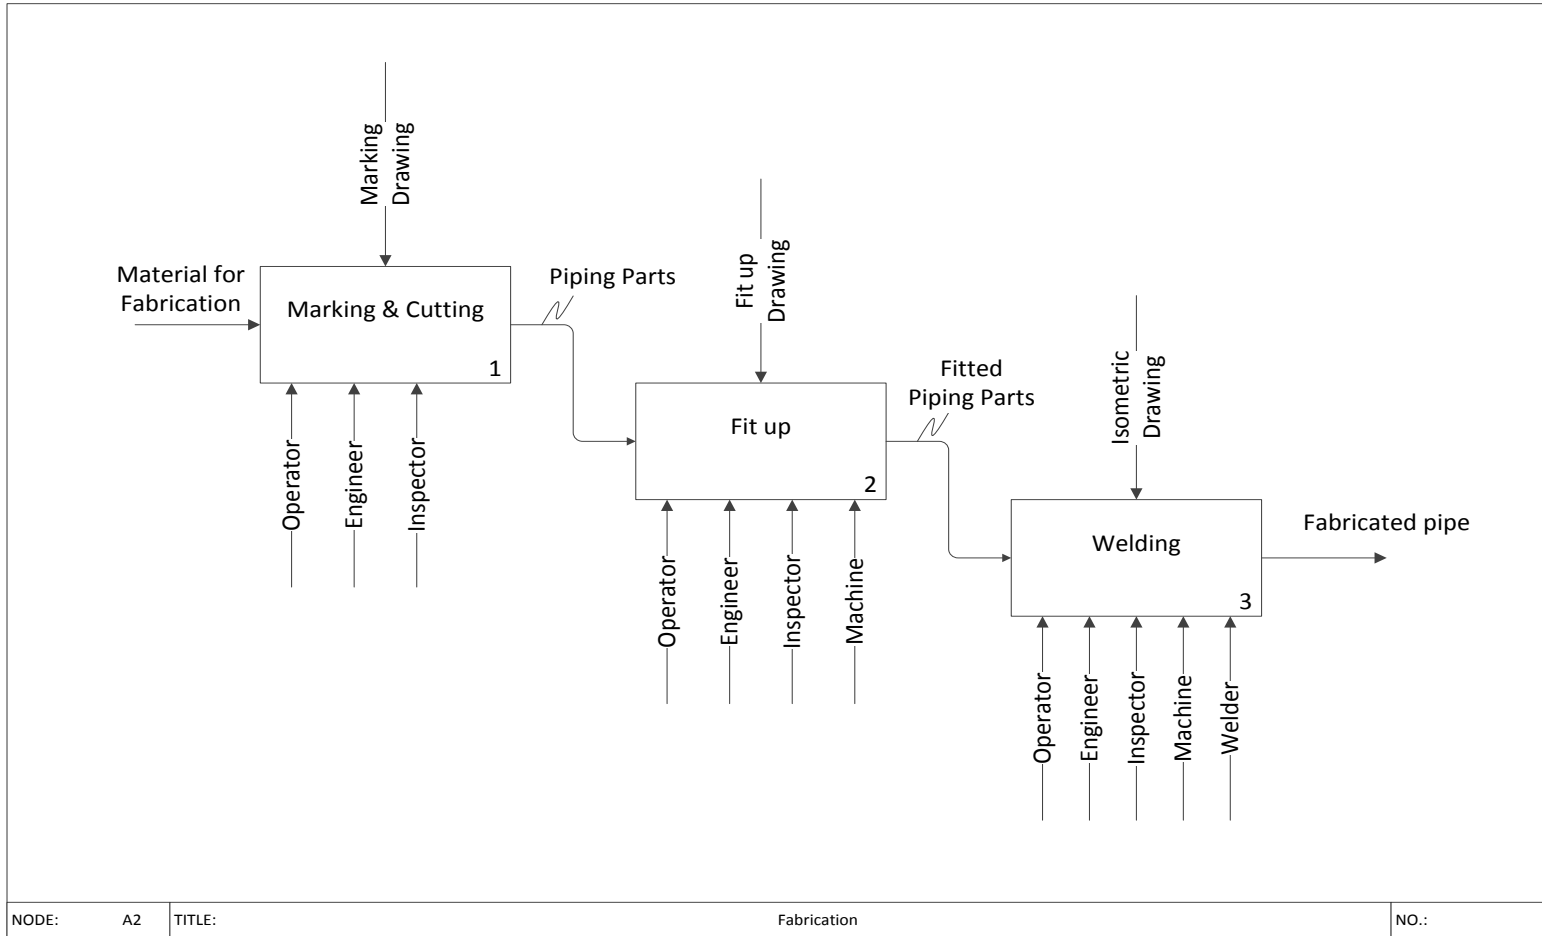 Marking
Drawing
Material for
Fabrication
Marking & Cutting
1
Operator
Engineer
Inspector
Piping Parts
Fit up
Drawing
Fit up
2
Operator
Engineer
Inspector
Machine
Fitted
Piping Parts
Isometric
Drawing
Welding
3
Operator
Engineer
Inspector
Machine
Welder
Fabricated pipe
NODE: A2
TITLE: Fabrication
NO.: